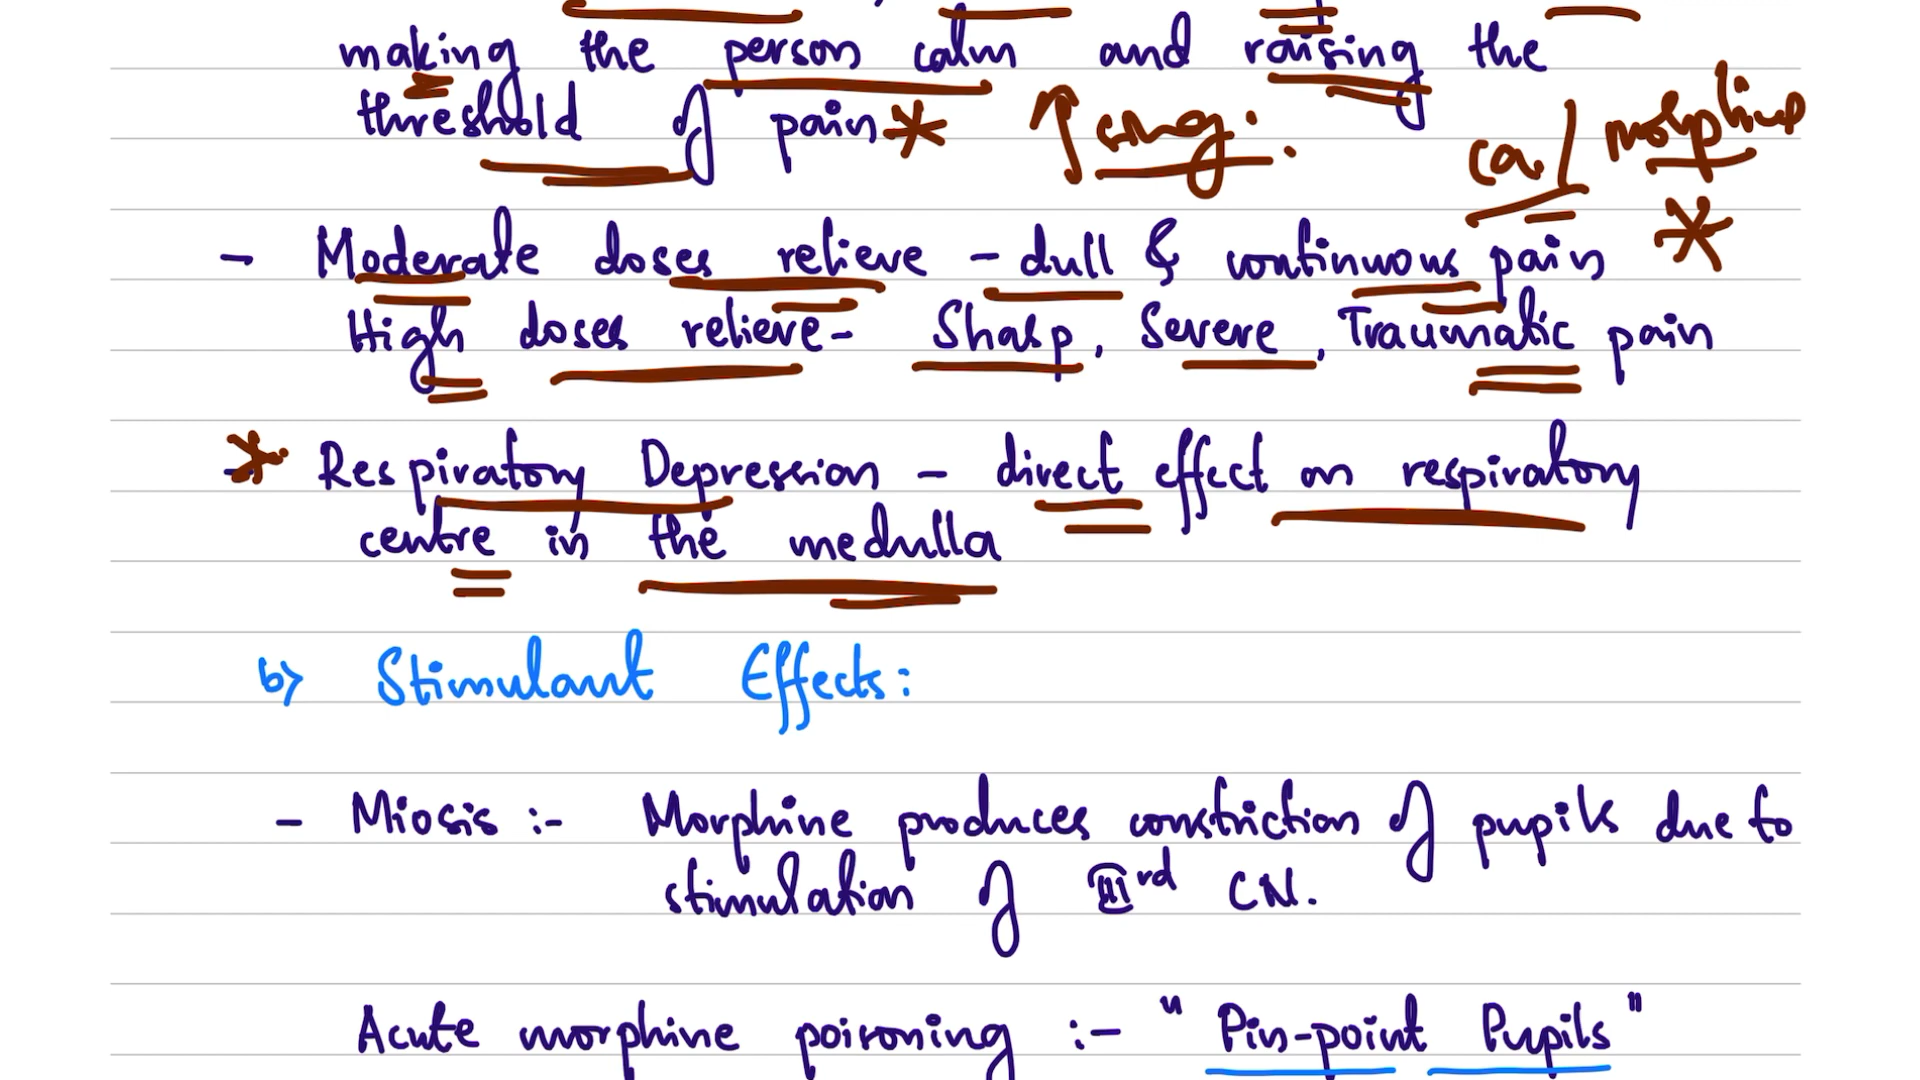 making the person calm and raising the
threshold of pain * ↑
morphine
- Moderate doses relieve - dull & continuous pain *
High doses relieve - Sharp, Severe, Traumatic pain
* Respiratory Depression - direct effect on respiratory
centre in the medulla
b) Stimulant Effects:
- Miosis :- Morphine produces constriction of pupils due to
stimulation of IIIrd CN.
Acute morphine poisoning :- "Pin-point Pupils"